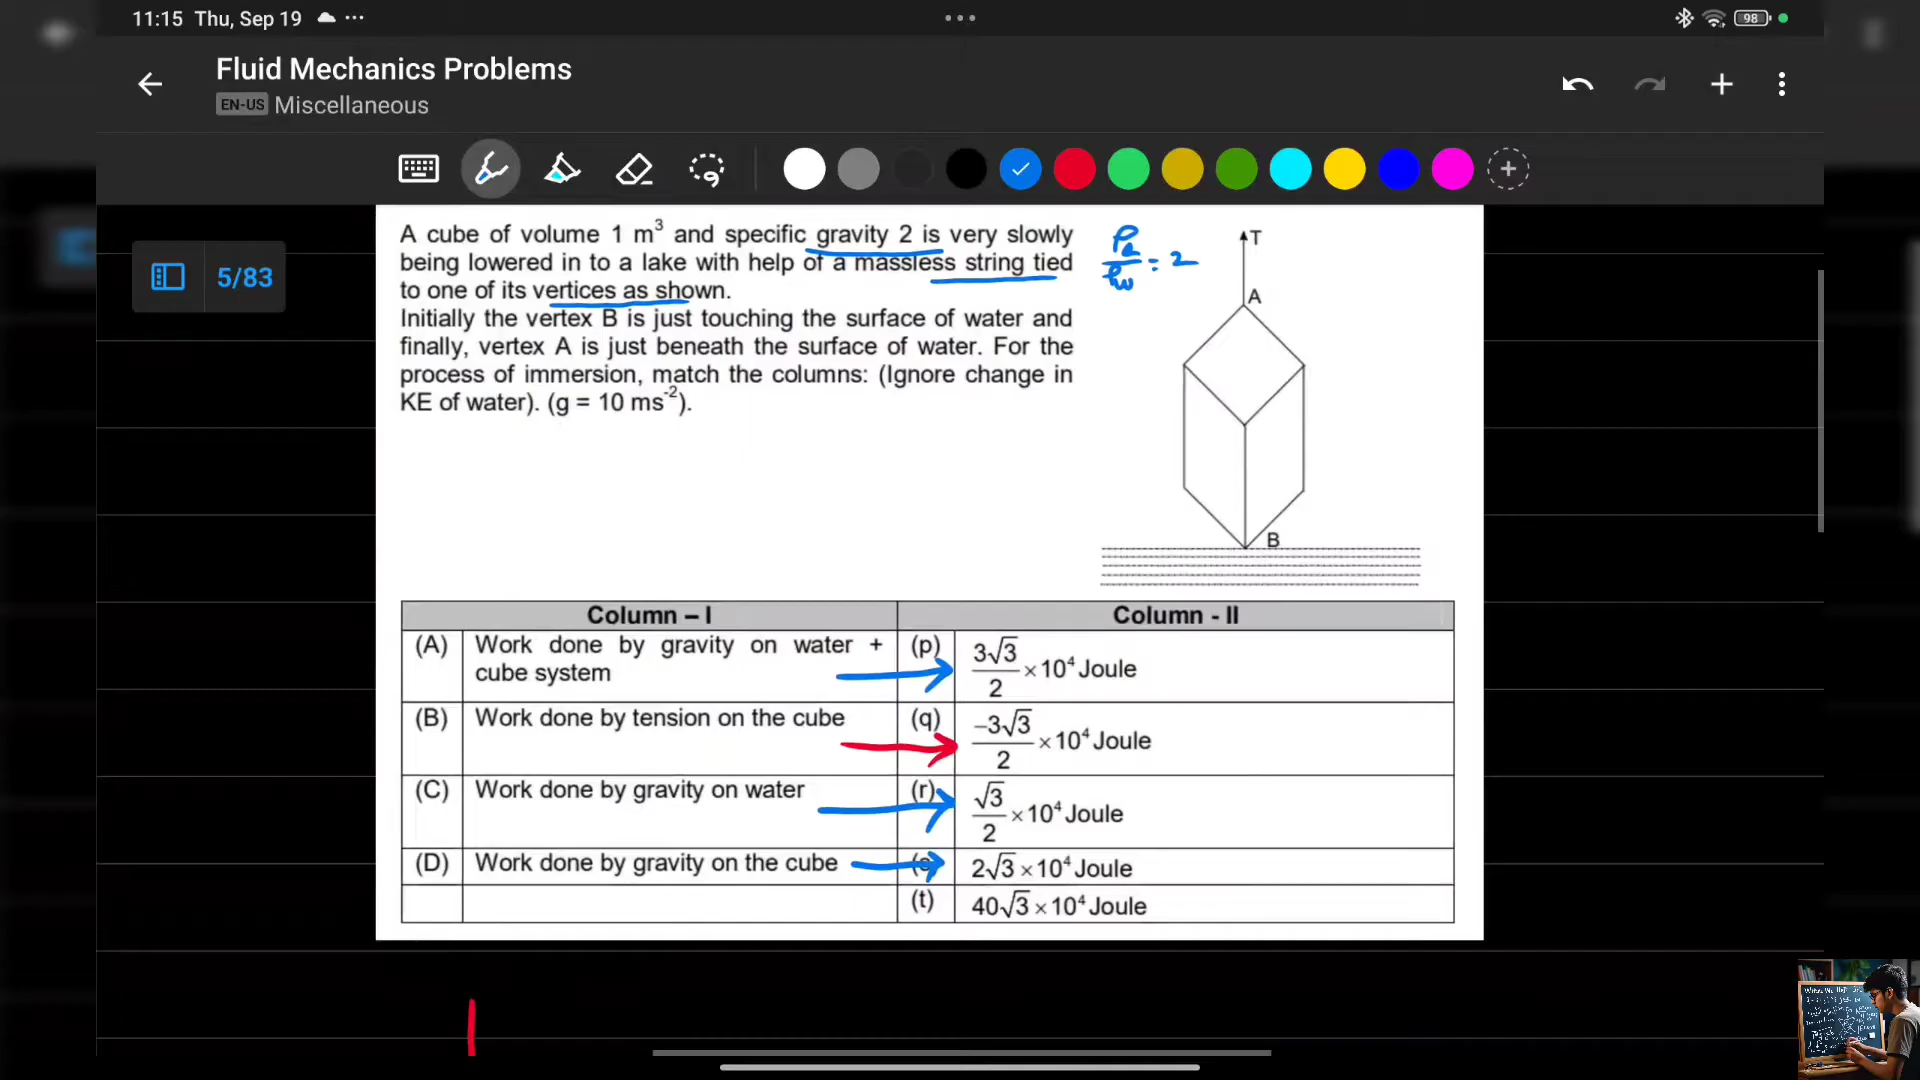 11:15 Thu, Sep 19
98
Fluid Mechanics Problems
EN-US Miscellaneous
5/83
A cube of volume 1 m³ and specific gravity 2 is very slowly
being lowered in to a lake with help of a massless string tied
to one of its vertices as shown.
Initially the vertex B is just touching the surface of water and
finally, vertex A is just beneath the surface of water. For the
process of immersion, match the columns: (Ignore change in
KE of water). (g = 10 ms⁻²).
= 2
T
A
B
Column – I Column - II
(A) Work done by gravity on water + cube system (p) 3√3/2 × 10⁴ Joule
(B) Work done by tension on the cube (q) –3√3/2 × 10⁴ Joule
(C) Work done by gravity on water (r) √3/2 × 10⁴ Joule
(D) Work done by gravity on the cube (s) 2√3 × 10⁴ Joule
(t) 40√3 × 10⁴ Joule